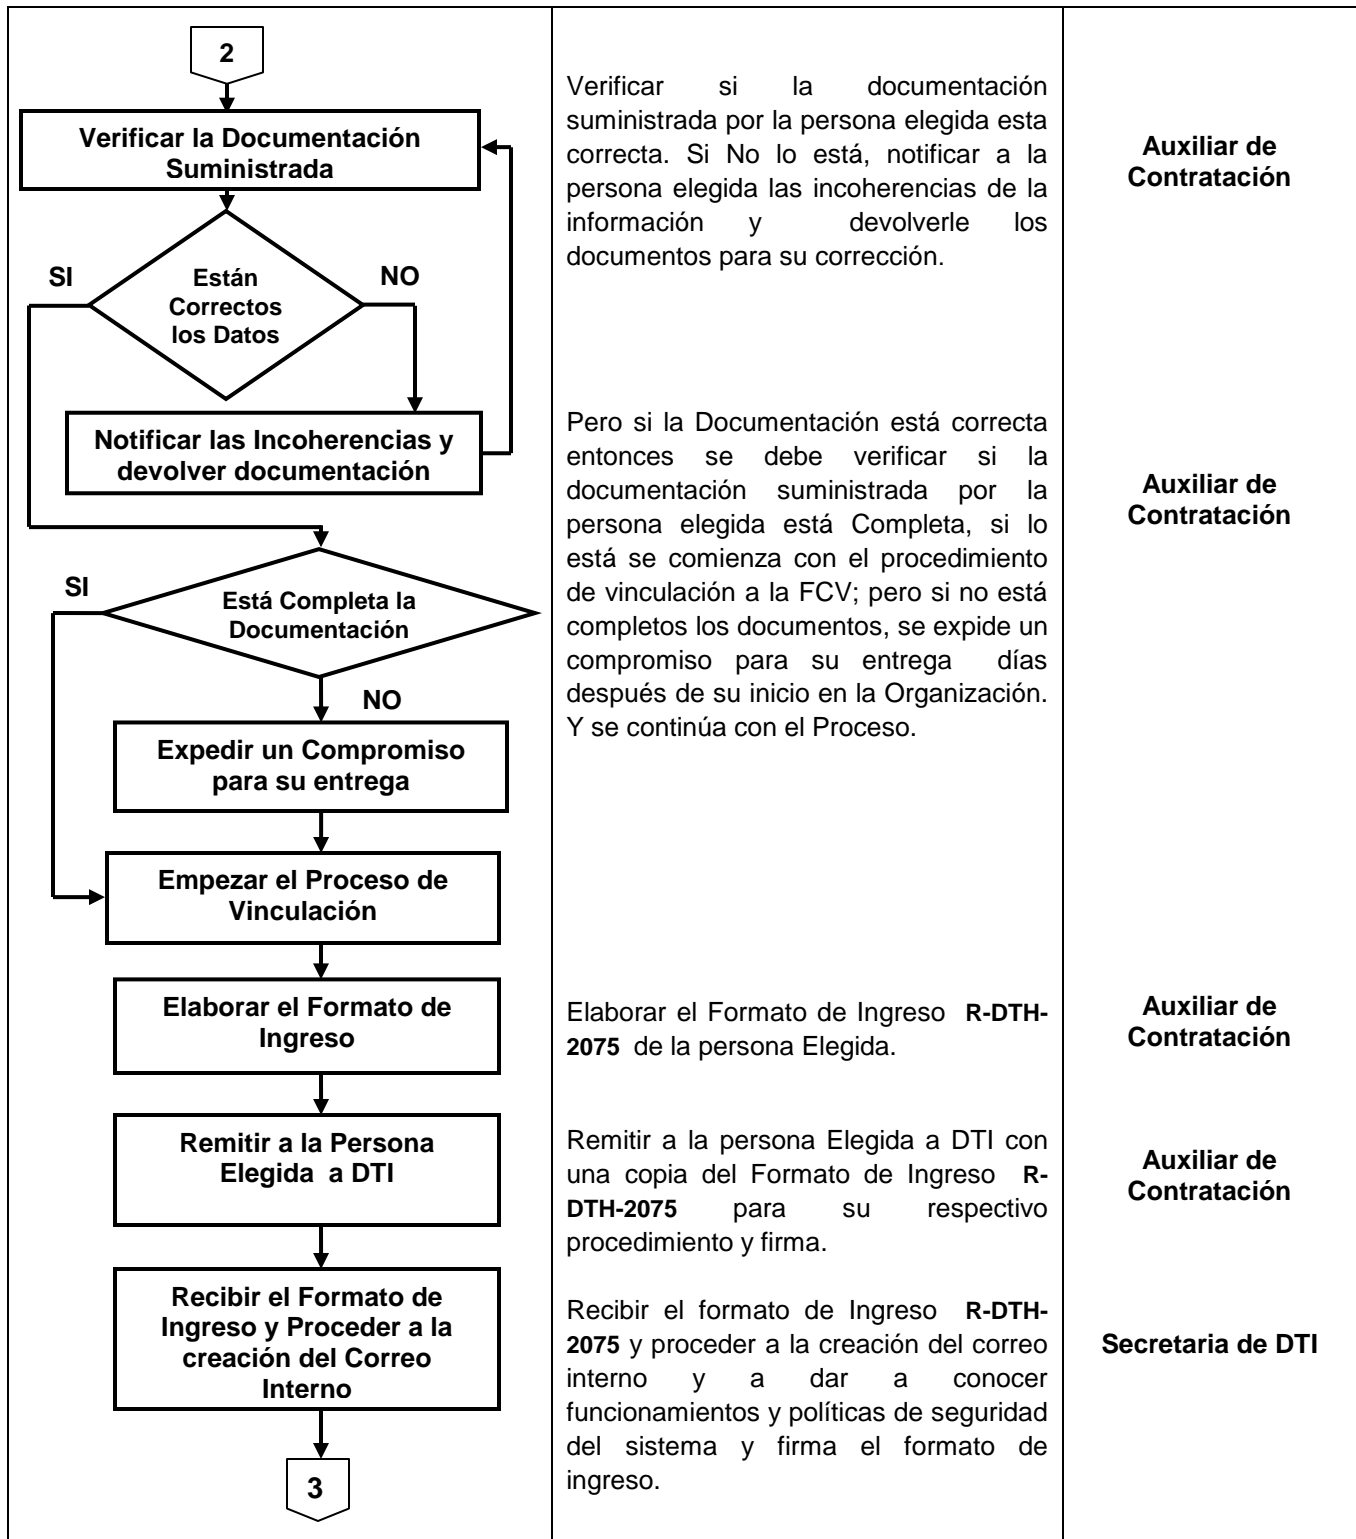 2
Verificar la Documentación
Suministrada
SI
NO
Están
Correctos
los Datos
Notificar las Incoherencias y
devolver documentación
SI
Está Completa la
Documentación
NO
Expedir un Compromiso
para su entrega
Empezar el Proceso de
Vinculación
Elaborar el Formato de
Ingreso
Remitir a la Persona
Elegida a DTI
Recibir el Formato de
Ingreso y Proceder a la
creación del Correo
Interno
3
Verificar si la documentación
suministrada por la persona elegida esta
correcta. Si No lo está, notificar a la
persona elegida las incoherencias de la
información y devolverle los
documentos para su corrección.
Pero si la Documentación está correcta
entonces se debe verificar si la
documentación suministrada por la
persona elegida está Completa, si lo
está se comienza con el procedimiento
de vinculación a la FCV; pero si no está
completos los documentos, se expide un
compromiso para su entrega días
después de su inicio en la Organización.
Y se continúa con el Proceso.
Elaborar el Formato de Ingreso R-DTH-
2075 de la persona Elegida.
Remitir a la persona Elegida a DTI con
una copia del Formato de Ingreso R-
DTH-2075 para su respectivo
procedimiento y firma.
Recibir el formato de Ingreso R-DTH-
2075 y proceder a la creación del correo
interno y a dar a conocer
funcionamientos y políticas de seguridad
del sistema y firma el formato de
ingreso.
Auxiliar de
Contratación
Auxiliar de
Contratación
Auxiliar de
Contratación
Auxiliar de
Contratación
Secretaria de DTI